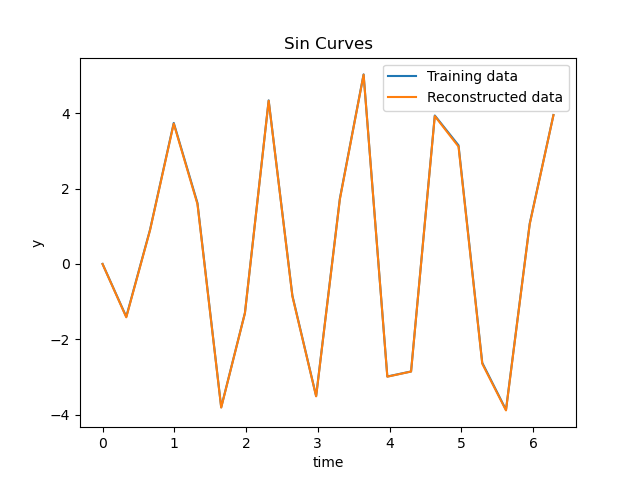 Sin Curves
Training data
Reconstructed data
4
2
0
−2
−4
y
0 1 2 3 4 5 6
time